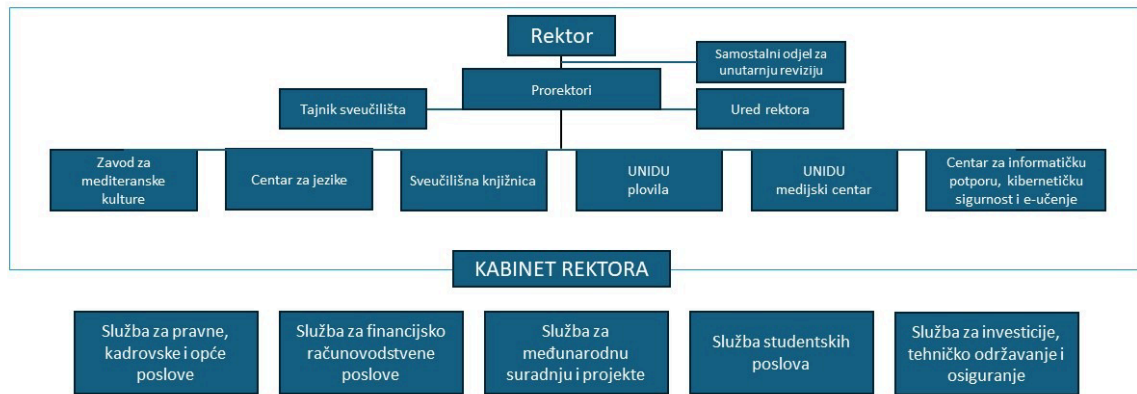 Rektor
Samostalni odjel za
unutarnju reviziju
Prorektori
Tajnik sveučilišta
Ured rektora
Zavod za
mediteranske
kulture
Centar za jezike
Sveučilišna knjižnica
UNIDU
plovila
UNIDU
medijski centar
Centar za informatičku
potporu, kibernetičku
sigurnost i e-učenje
KABINET REKTORA
Služba za pravne,
kadrovske i opće
poslove
Služba za financijsko
računovodstvene
poslove
Služba za
međunarodnu
suradnju i projekte
Služba studentskih
poslova
Služba za investicije,
tehničko održavanje i
osiguranje